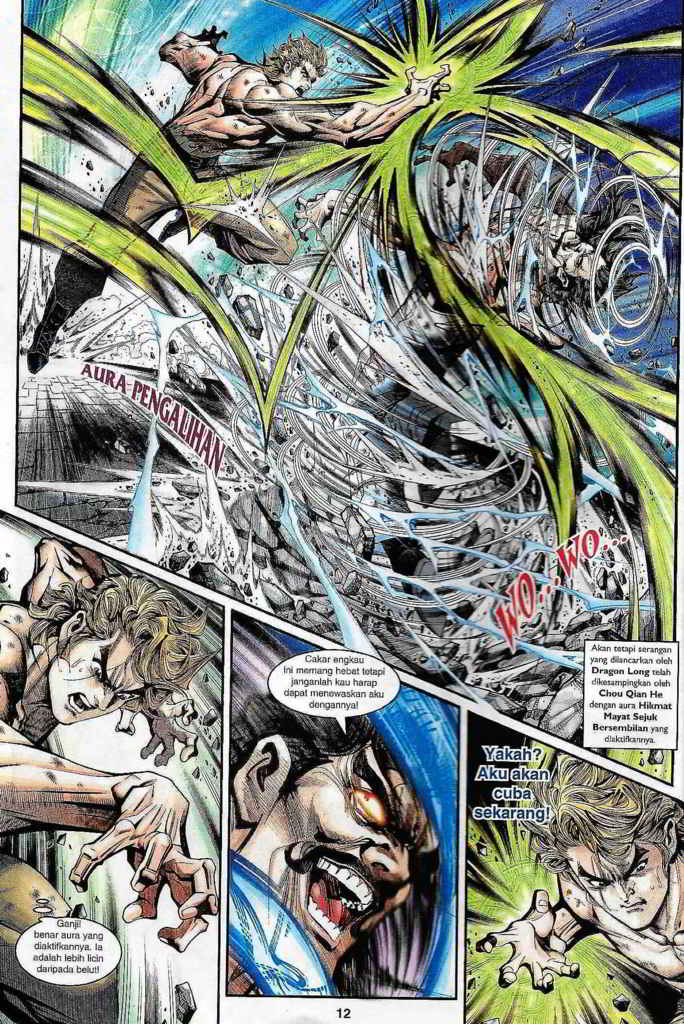 AURA PENGALIHAN
WO... WO...
Akan tetapi serangan
yang dilancarkan oleh
Dragon Long telah
dikesampingkan oleh
Chou Qian He
dengan aura Hikmat
Mayat Sejuk
Bersembilan yang
diaktifkannya.
Ganjil
benar aura yang
diaktifkannya. Ia
adalah lebih licin
daripada belut!
Cakar engkau
Ini memang hebat tetapi
janganlah kau harap
dapat menewaskan aku
dengannya!
Yakah?
Aku akan
cuba
sekarang!
12